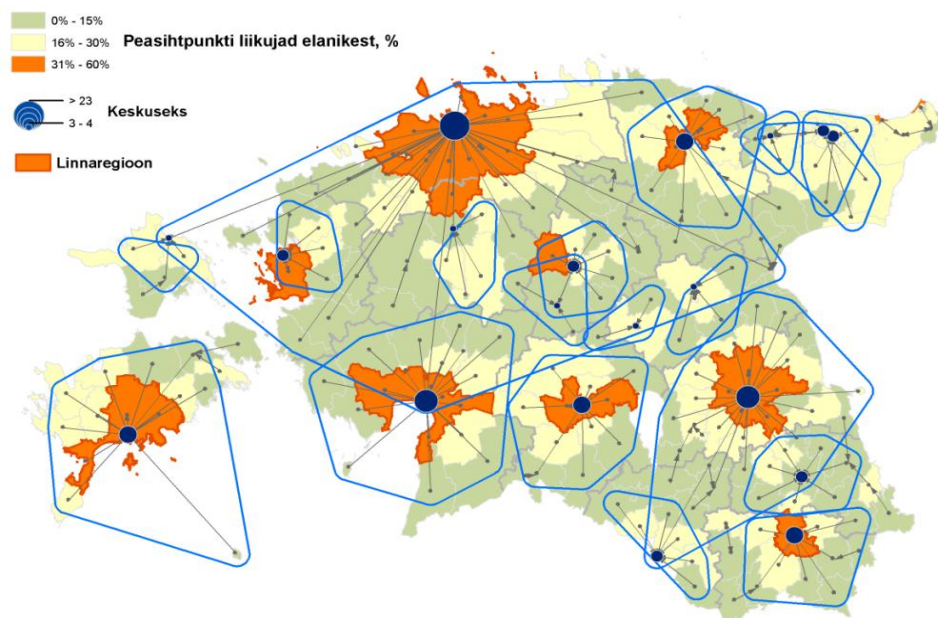 0% - 15%
16% - 30%
31% - 60%
Peasihtpunkti liikujad elanikest, %
> 23
3 - 4
Keskuseks
Linnaregioon